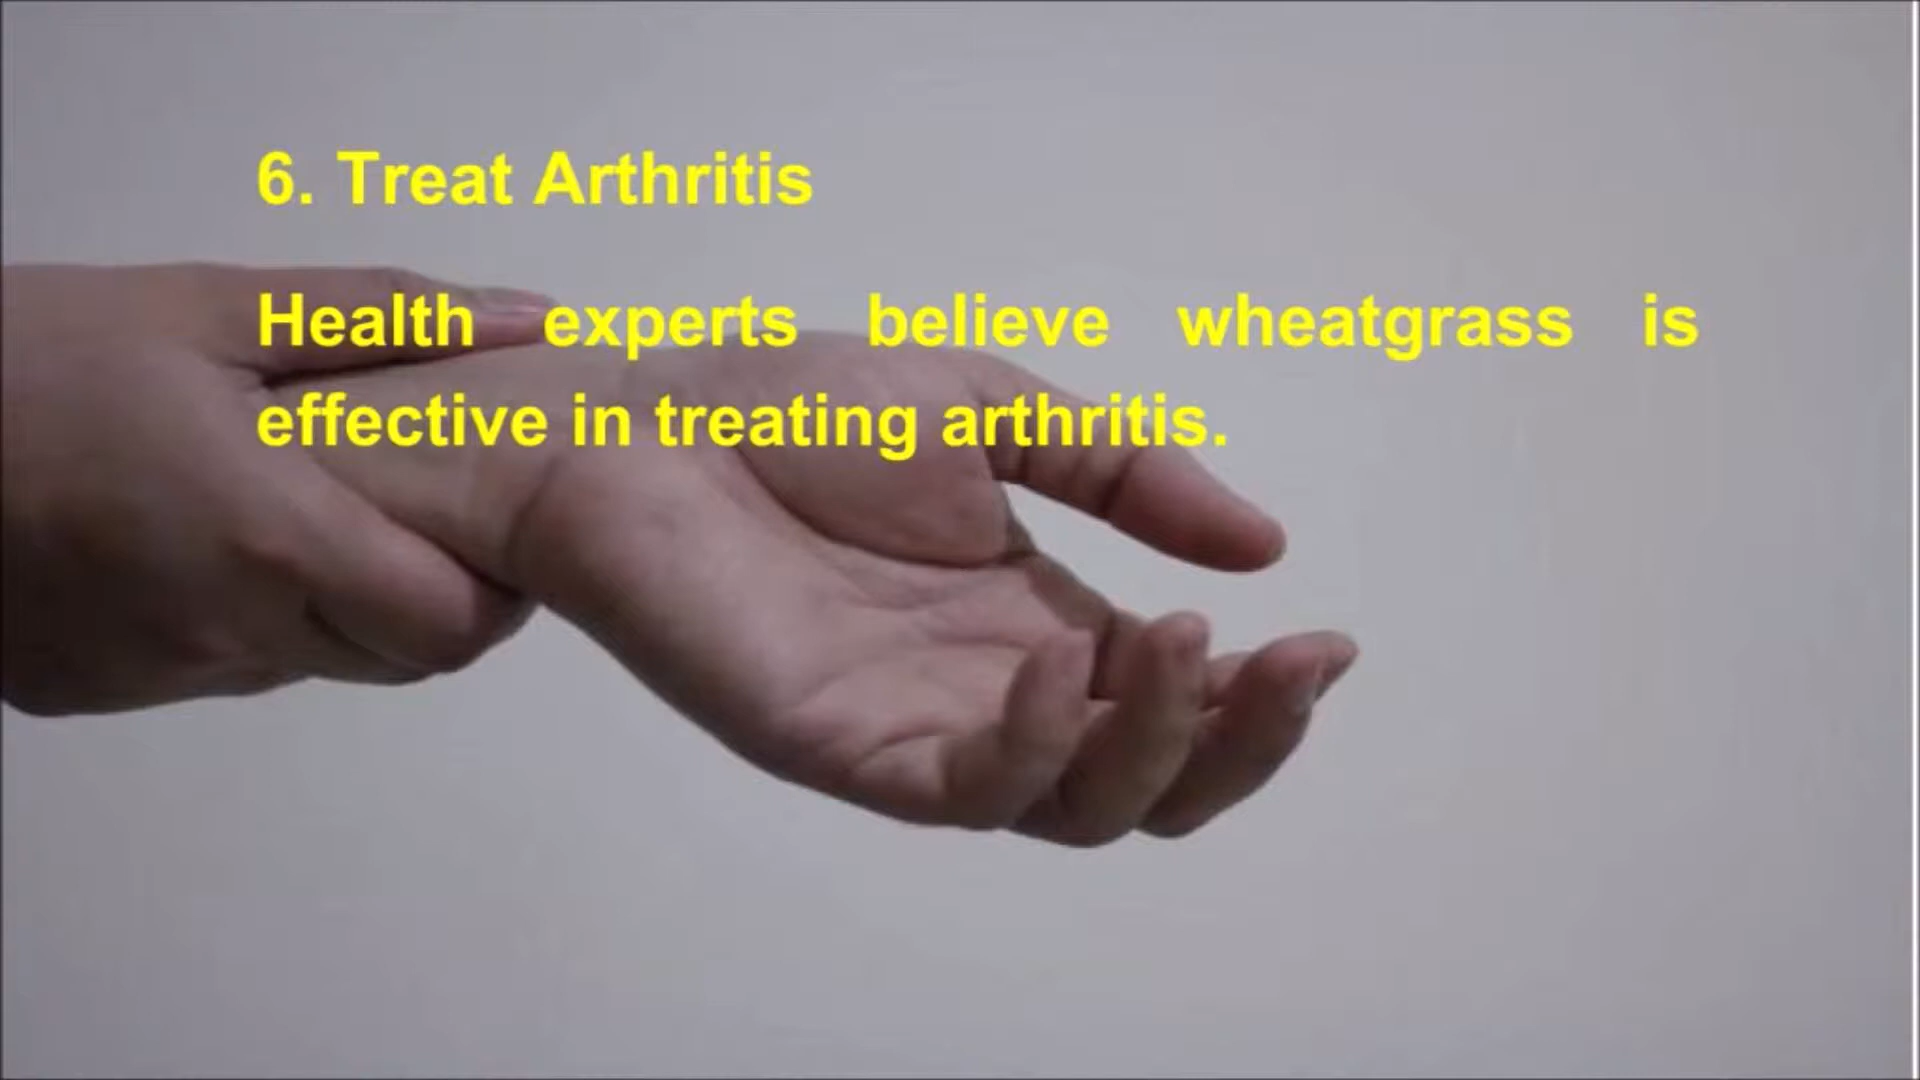 6. Treat Arthritis
Health experts believe wheatgrass is
effective in treating arthritis.